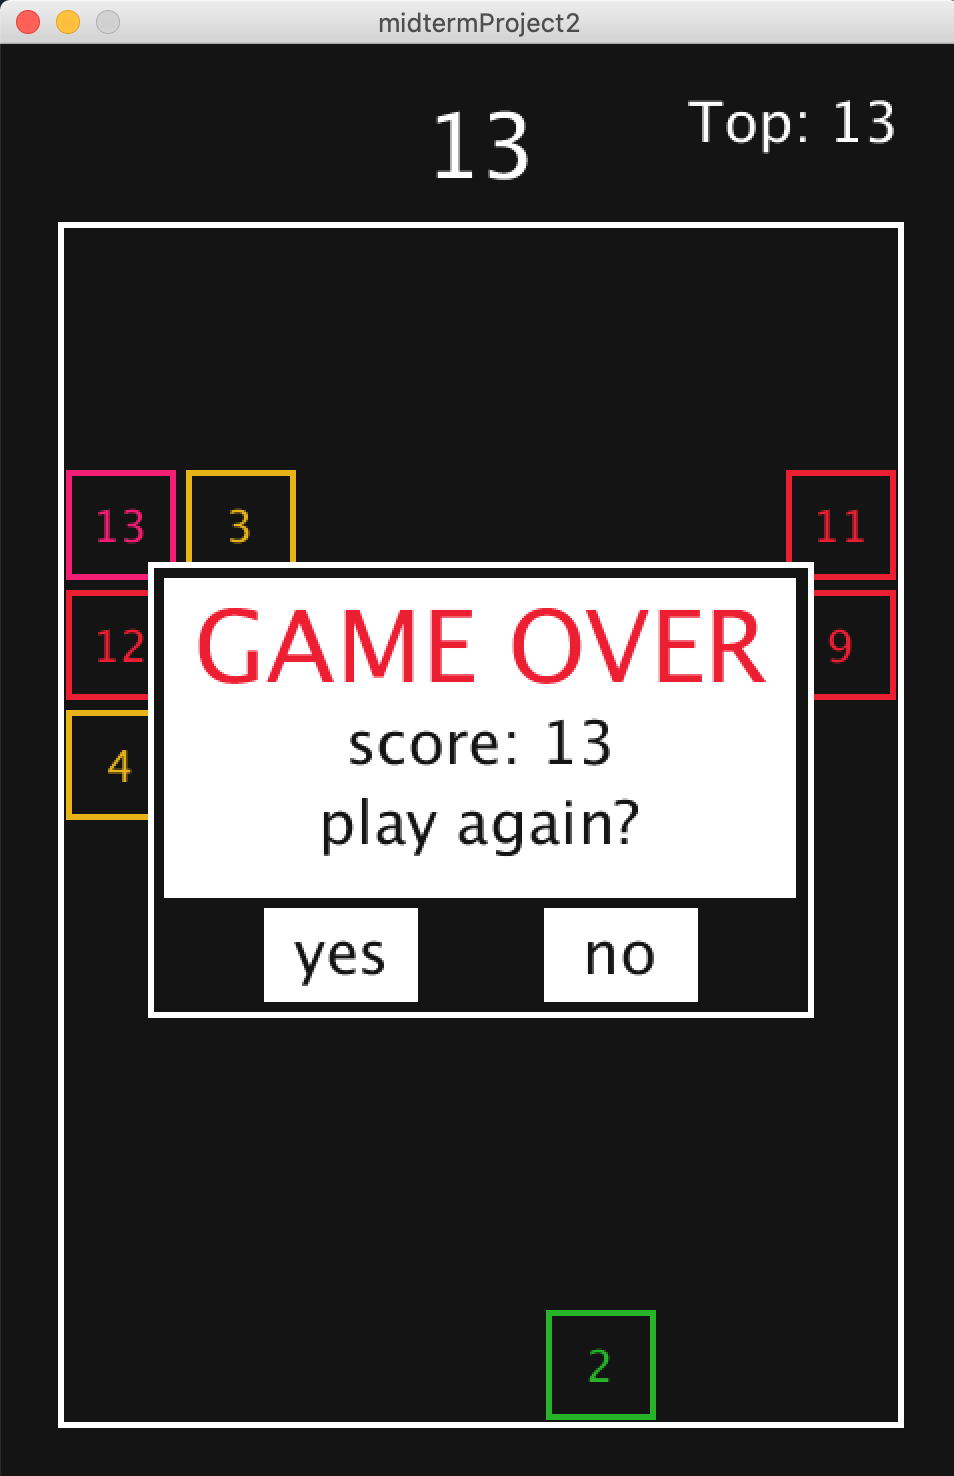 midtermProject2
13
Top: 13
13 3 11
12 9
GAME OVER
score: 13
4
play again?
yes no
2